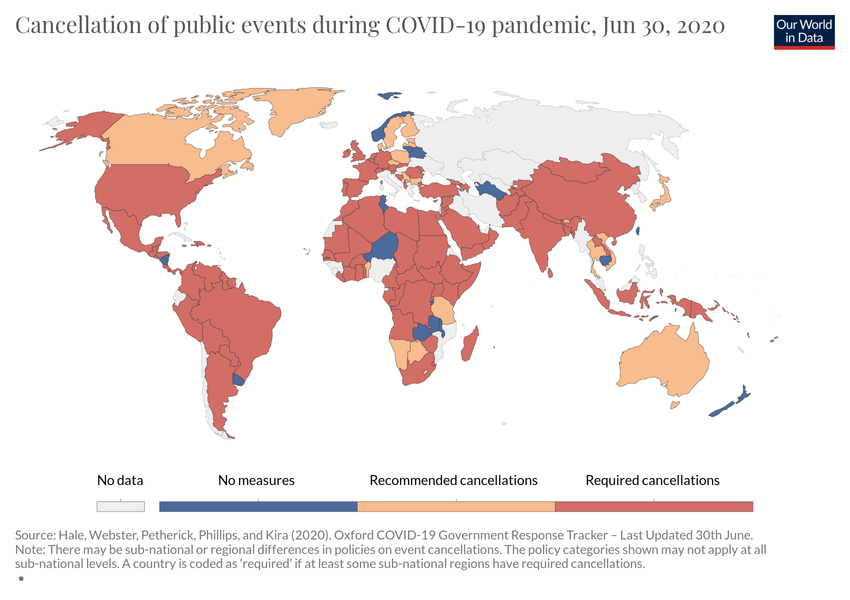 Cancellation of public events during COVID-19 pandemic, Jun 30, 2020
Our World
in Data
No data
No measures
Recommended cancellations
Required cancellations
Source: Hale, Webster, Petherick, Phillips, and Kira (2020). Oxford COVID-19 Government Response Tracker – Last Updated 30th June.
Note: There may be sub-national or regional differences in policies on event cancellations. The policy categories shown may not apply at all
sub-national levels. A country is coded as ‘required’ if at least some sub-national regions have required cancellations.
•